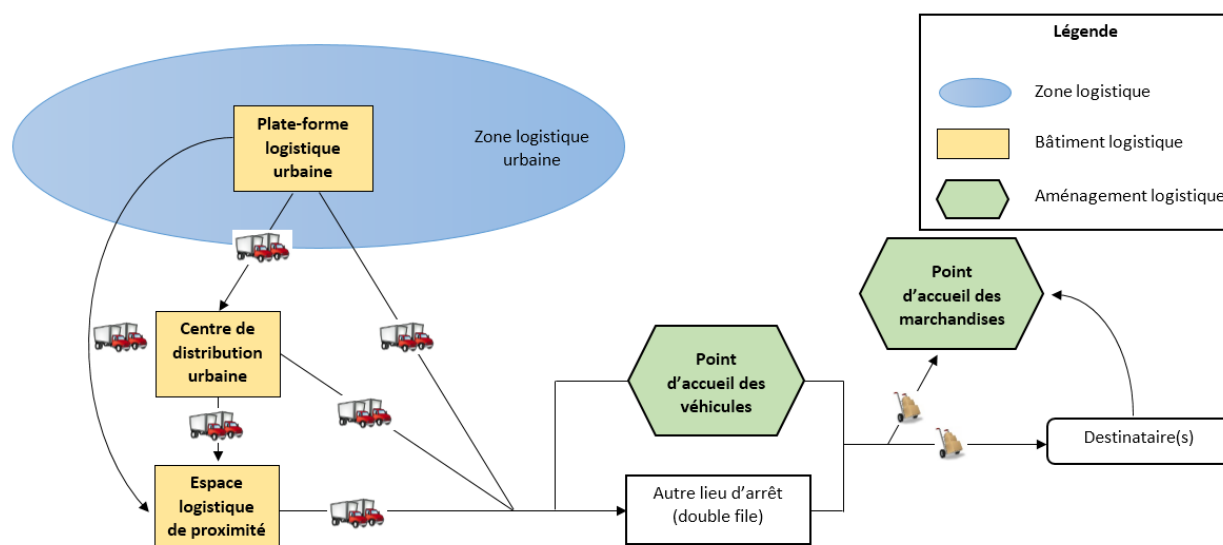 Légende
Zone logistique
Bâtiment logistique
Aménagement logistique
Plate-forme
logistique
urbaine
Zone logistique
urbaine
Centre de
distribution
urbaine
Espace
logistique
de proximité
Point
d'accueil des
véhicules
Autre lieu d'arrêt
(double file)
Point
d'accueil des
marchandises
Destinataire(s)